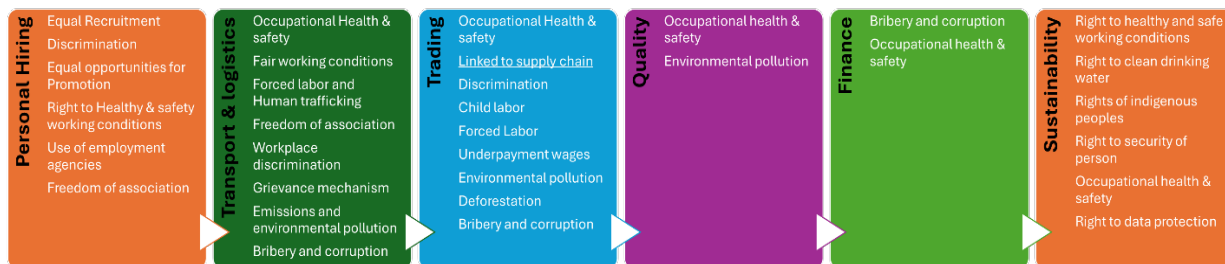 Personal Hiring
Equal Recruitment
Discrimination
Equal opportunities for
Promotion
Right to Healthy & safety
working conditions
Use of employment
agencies
Freedom of association
Transport & logistics
Occupational Health &
safety
Fair working conditions
Forced labor and
Human trafficking
Freedom of association
Workplace
discrimination
Grievance mechanism
Emissions and
environmental pollution
Bribery and corruption
Trading
Occupational Health &
safety
Linked to supply chain
Discrimination
Child labor
Forced Labor
Underpayment wages
Environmental pollution
Deforestation
Bribery and corruption
Quality
Occupational health &
safety
Environmental pollution
Finance
Bribery and corruption
Occupational health &
safety
Sustainability
Right to healthy and safe
working conditions
Right to clean drinking
water
Rights of indigenous
peoples
Right to security of
person
Occupational health &
safety
Right to data protection